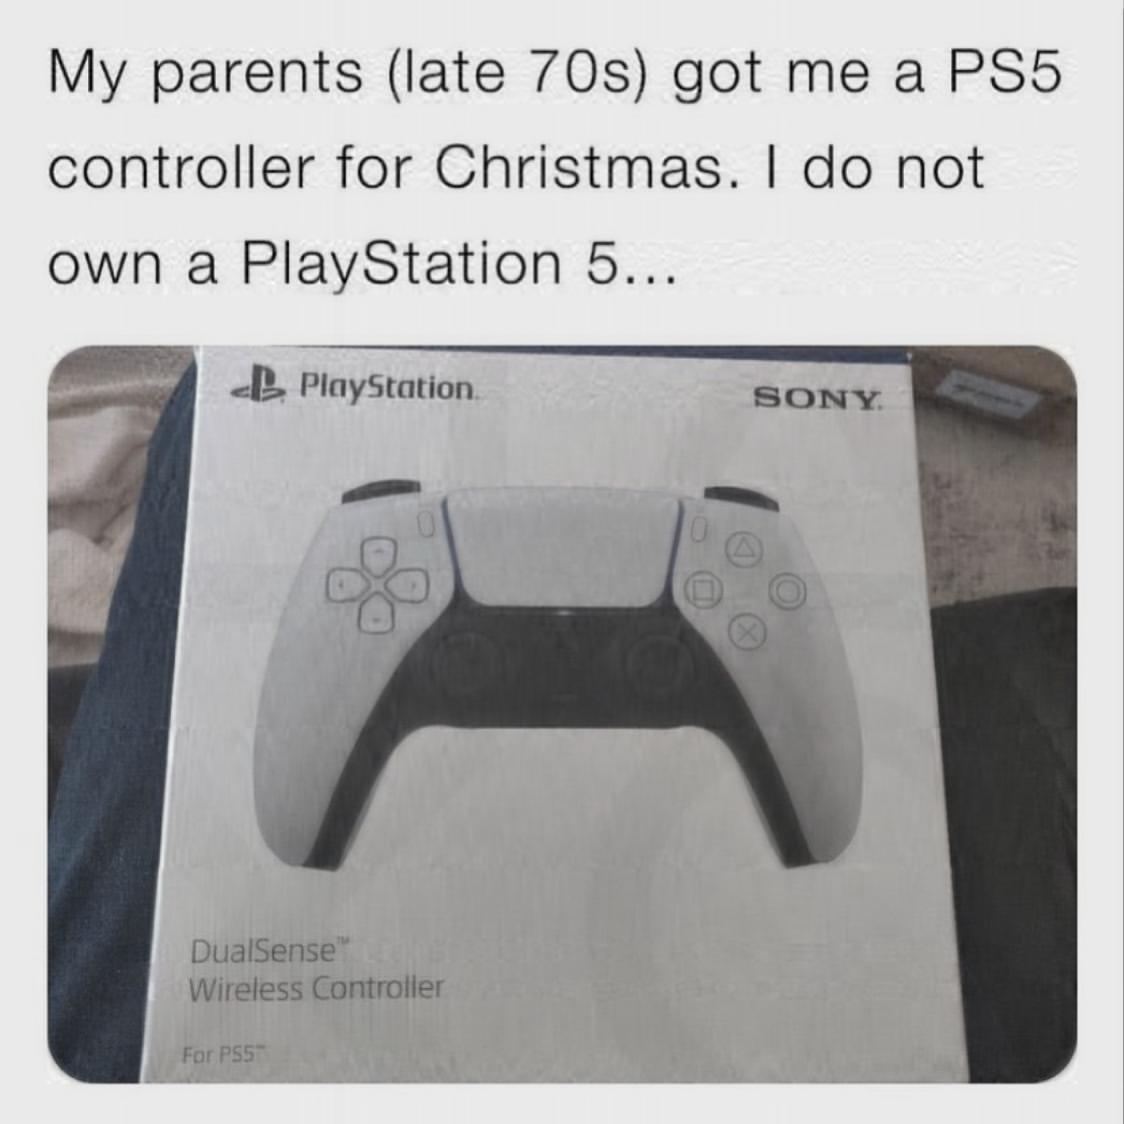 My parents (late 70s) got me a PS5
controller for Christmas. I do not
own a PlayStation 5...
PlayStation
SONY
DualSense™
Wireless Controller
For PS5™